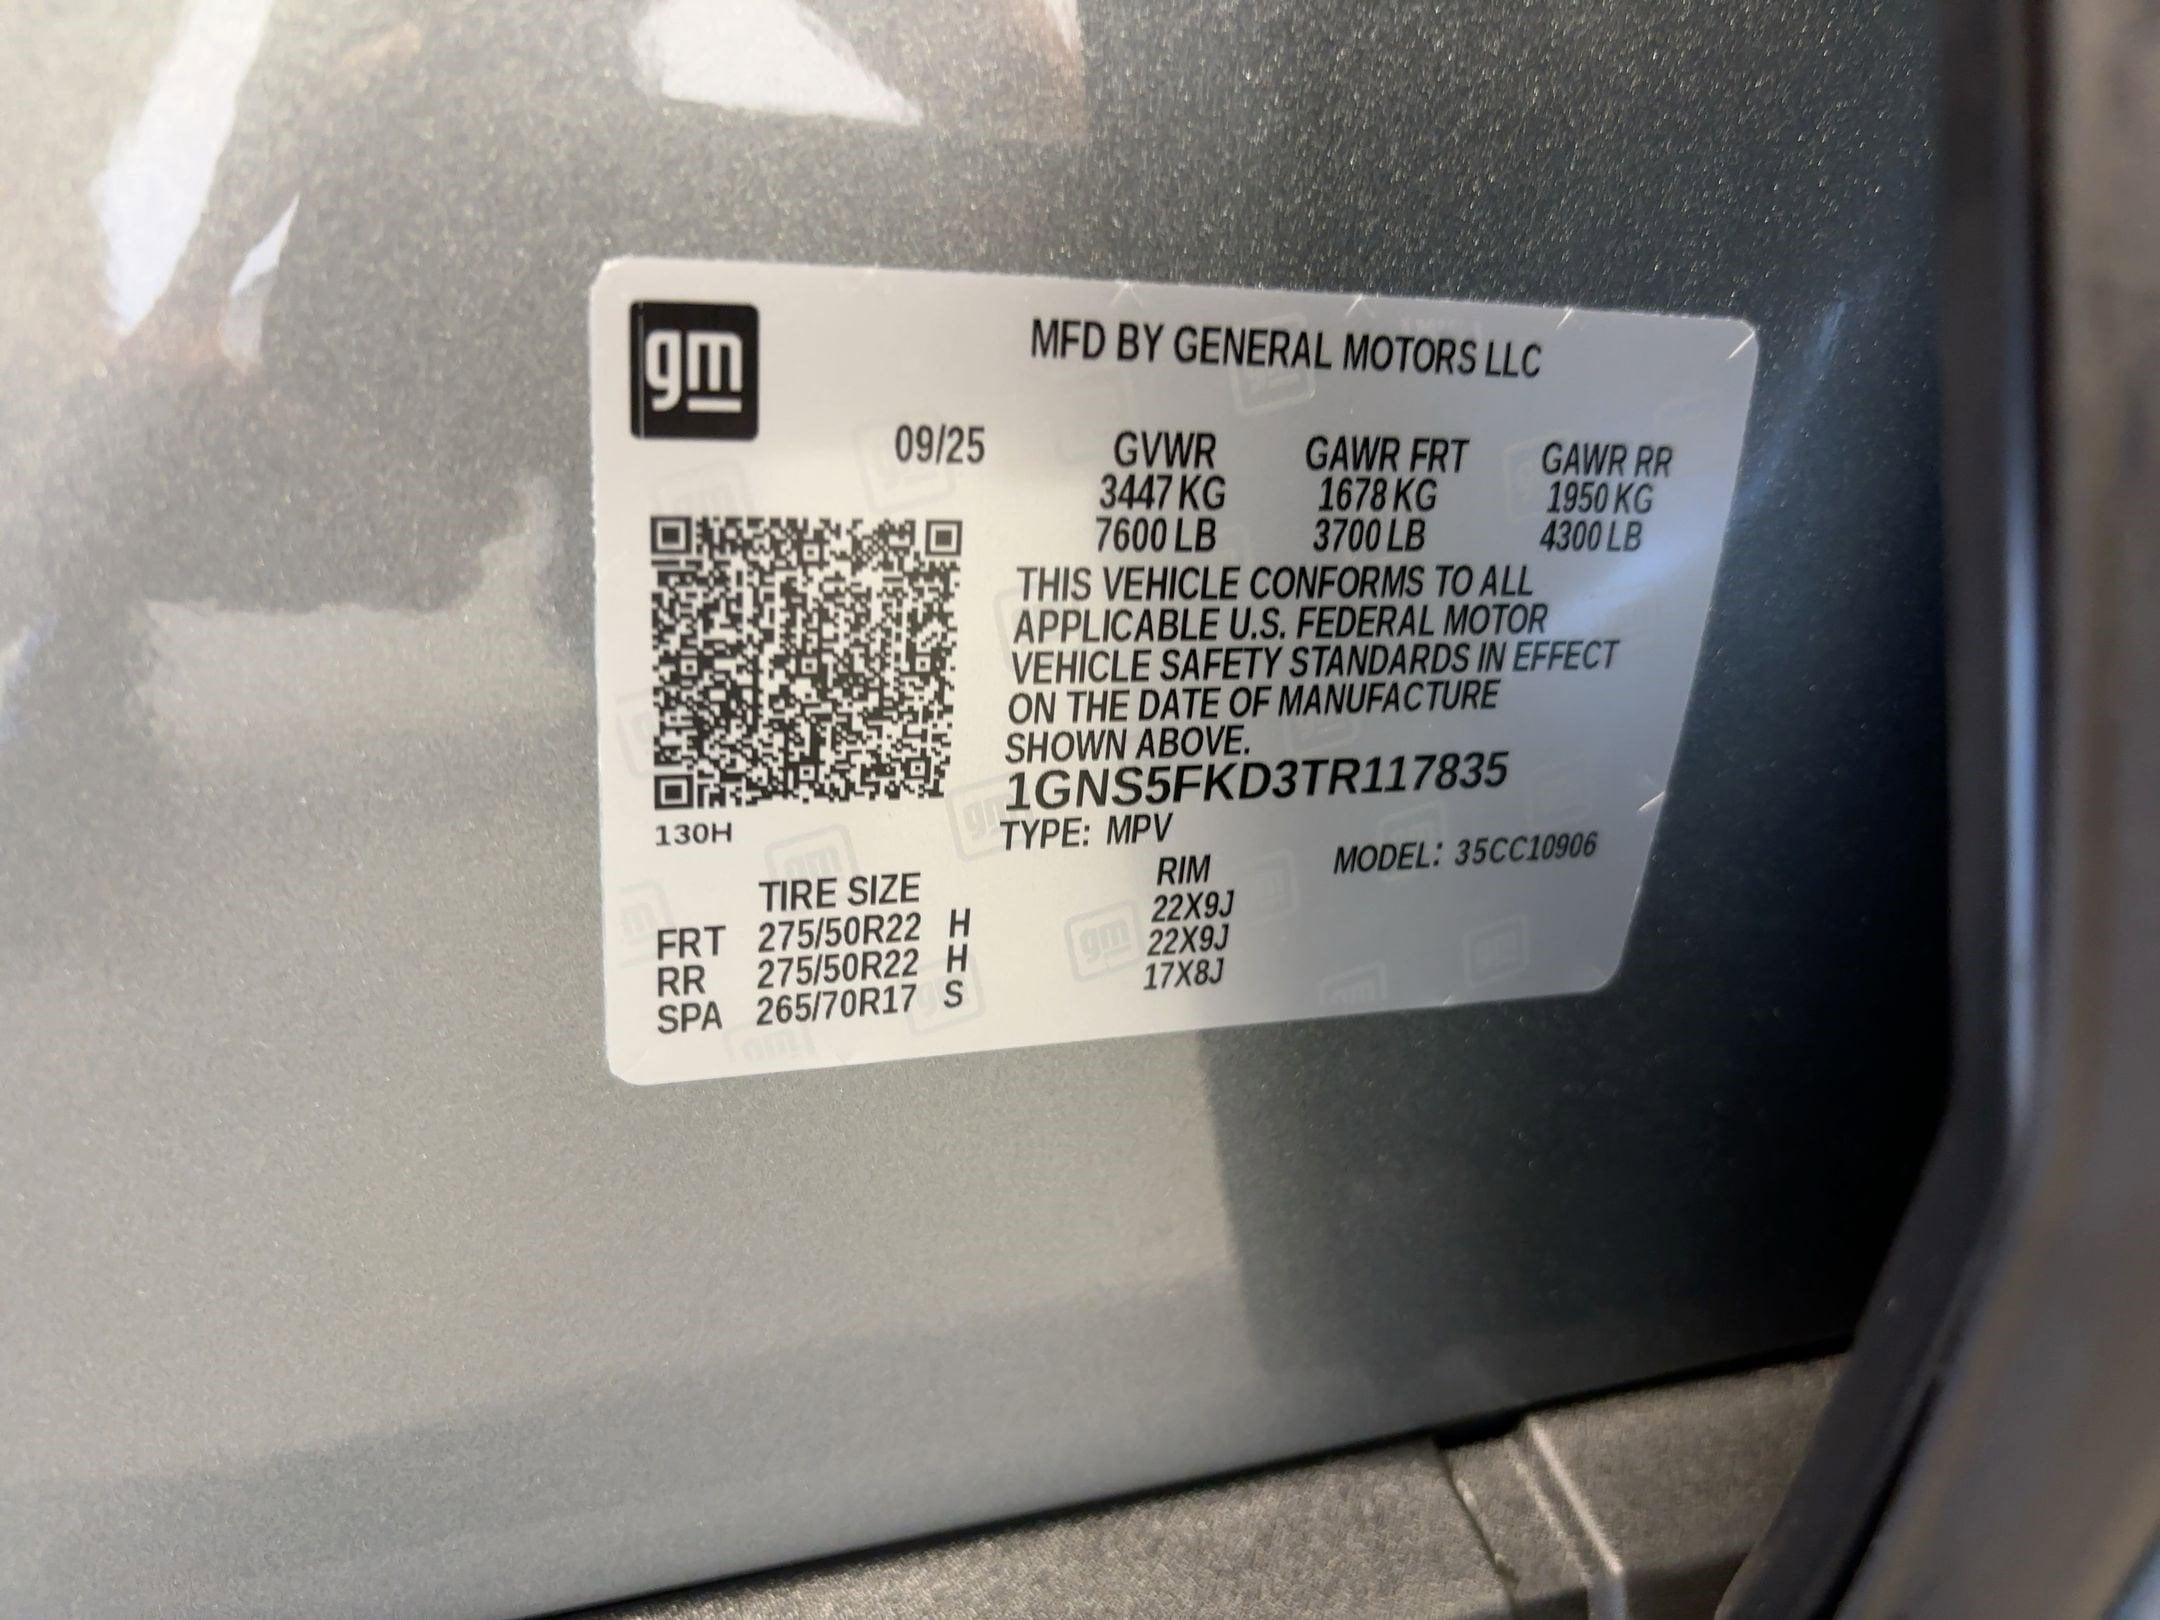 gm
MFD BY GENERAL MOTORS LLC
09/25 GVWR GAWR FRT GAWR RR
3447 KG 1678 KG 1950 KG
7600 LB 3700 LB 4300 LB
THIS VEHICLE CONFORMS TO ALL
APPLICABLE U.S. FEDERAL MOTOR
VEHICLE SAFETY STANDARDS IN EFFECT
ON THE DATE OF MANUFACTURE
SHOWN ABOVE.
1GNS5FKD3TR117835
130H
TYPE: MPV MODEL: 35CC10906
TIRE SIZE RIM
FRT 275/50R22 H 22X9J
RR 275/50R22 H 22X9J
SPA 265/70R17 S 17X8J